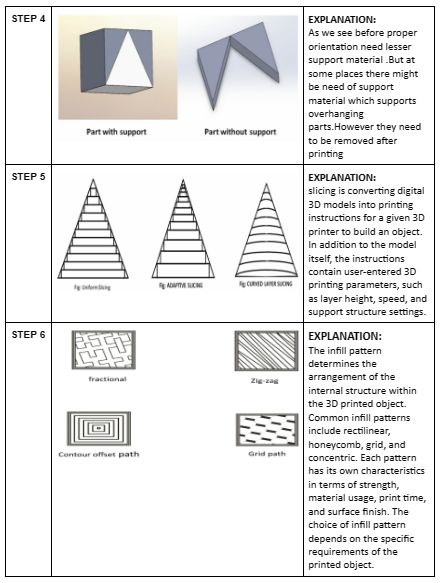 STEP 4
Part with support
Part without support
EXPLANATION:
As we see before proper
orientation need lesser
support material .But at
some places there might
be need of support
material which supports
overhanging
parts.However they need
to be removed after
printing
STEP 5
Fig: Uniform Slicing
Fig: ADAPTIVE SLICING
Fig: CURVED LAYER SLICING
EXPLANATION:
slicing is converting digital
3D models into printing
instructions for a given 3D
printer to build an object.
In addition to the model
itself, the instructions
contain user-entered 3D
printing parameters, such
as layer height, speed, and
support structure settings.
STEP 6
fractional
Zig-zag
Contour offset path
Grid path
EXPLANATION:
The infill pattern
determines the
arrangement of the
internal structure within
the 3D printed object.
Common infill patterns
include rectilinear,
honeycomb, grid, and
concentric. Each pattern
has its own characteristics
in terms of strength,
material usage, print time,
and surface finish. The
choice of infill pattern
depends on the specific
requirements of the
printed object.